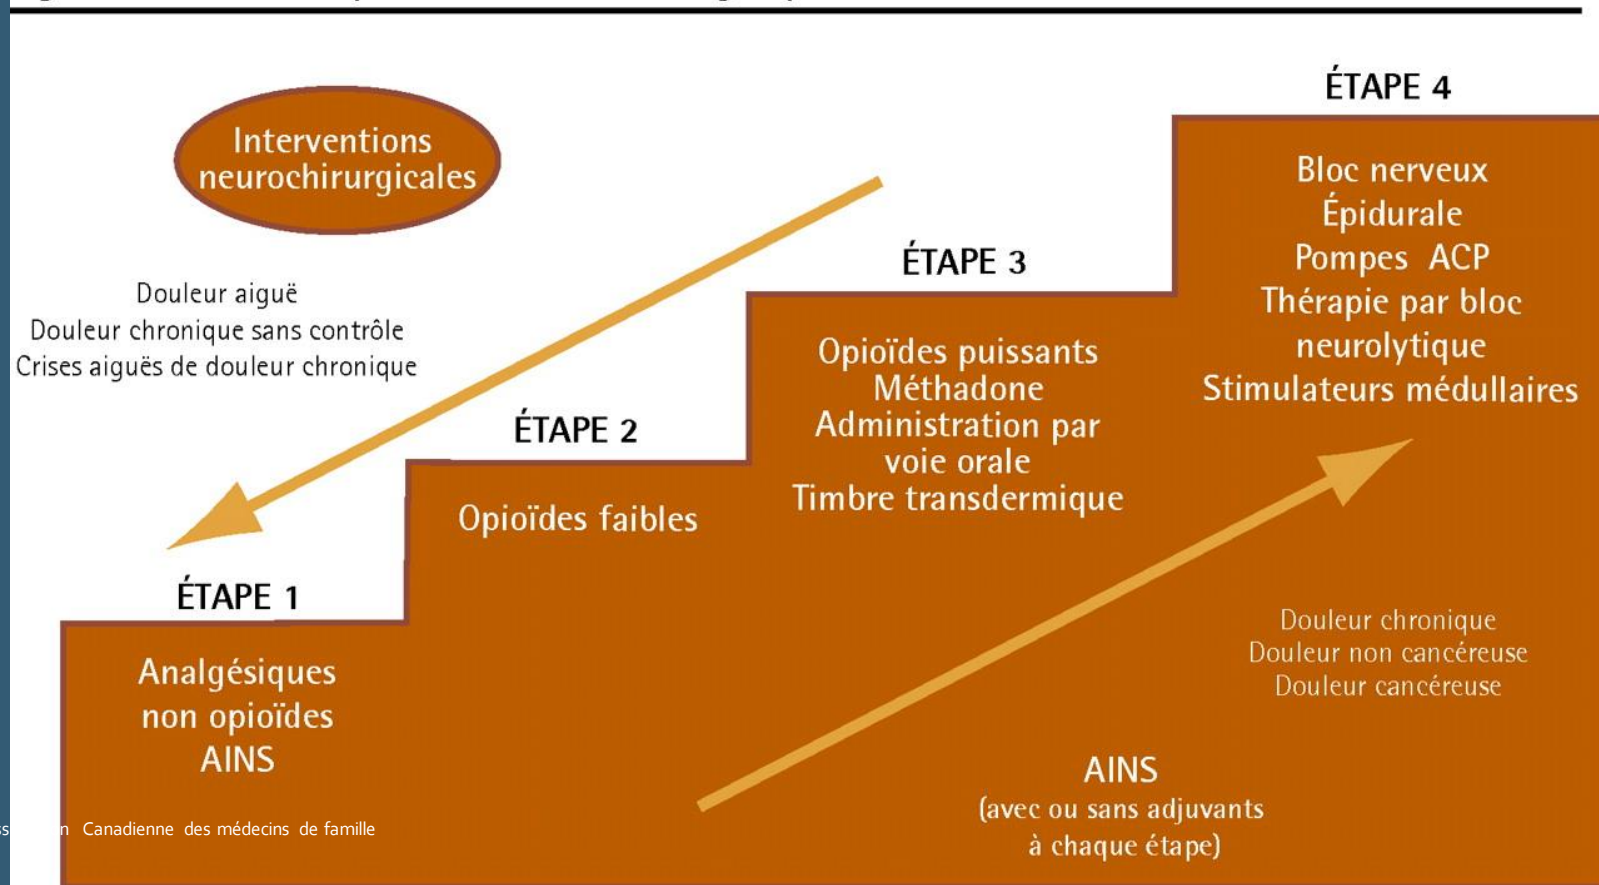 ÉTAPE 4
Bloc nerveux
Épidurale
Pompes ACP
Thérapie par bloc
neurolytique
Stimulateurs médullaires
Interventions
neurochirurgicales
Douleur aiguë
Douleur chronique sans contrôle
Crises aiguës de douleur chronique
ÉTAPE 3
Opioïdes puissants
Méthadone
Administration par
voie orale
Timbre transdermique
ÉTAPE 2
Opioïdes faibles
ÉTAPE 1
Analgésiques
non opioïdes
AINS
Douleur chronique
Douleur non cancéreuse
Douleur cancéreuse
AINS
(avec ou sans adjuvants
à chaque étape)
Canadienne des médecins de famille